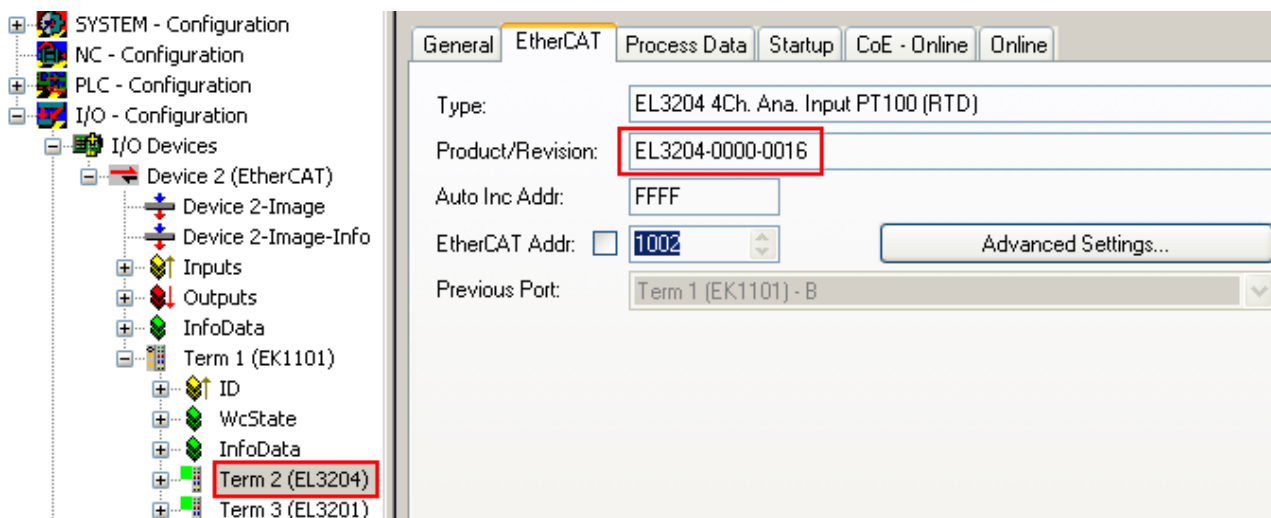 SYSTEM - Configuration
NC - Configuration
PLC - Configuration
I/O - Configuration
I/O Devices
Device 2 (EtherCAT)
Device 2-Image
Device 2-Image-Info
Inputs
Outputs
InfoData
Term 1 (EK1101)
ID
WcState
InfoData
Term 2 (EL3204)
Term 3 (EL3201)
General EtherCAT Process Data Startup CoE - Online Online
Type: EL3204 4Ch. Ana. Input PT100 (RTD)
Product/Revision: EL3204-0000-0016
Auto Inc Addr: FFFF
EtherCAT Addr: 1002 Advanced Settings...
Previous Port: Term 1 (EK1101) - B